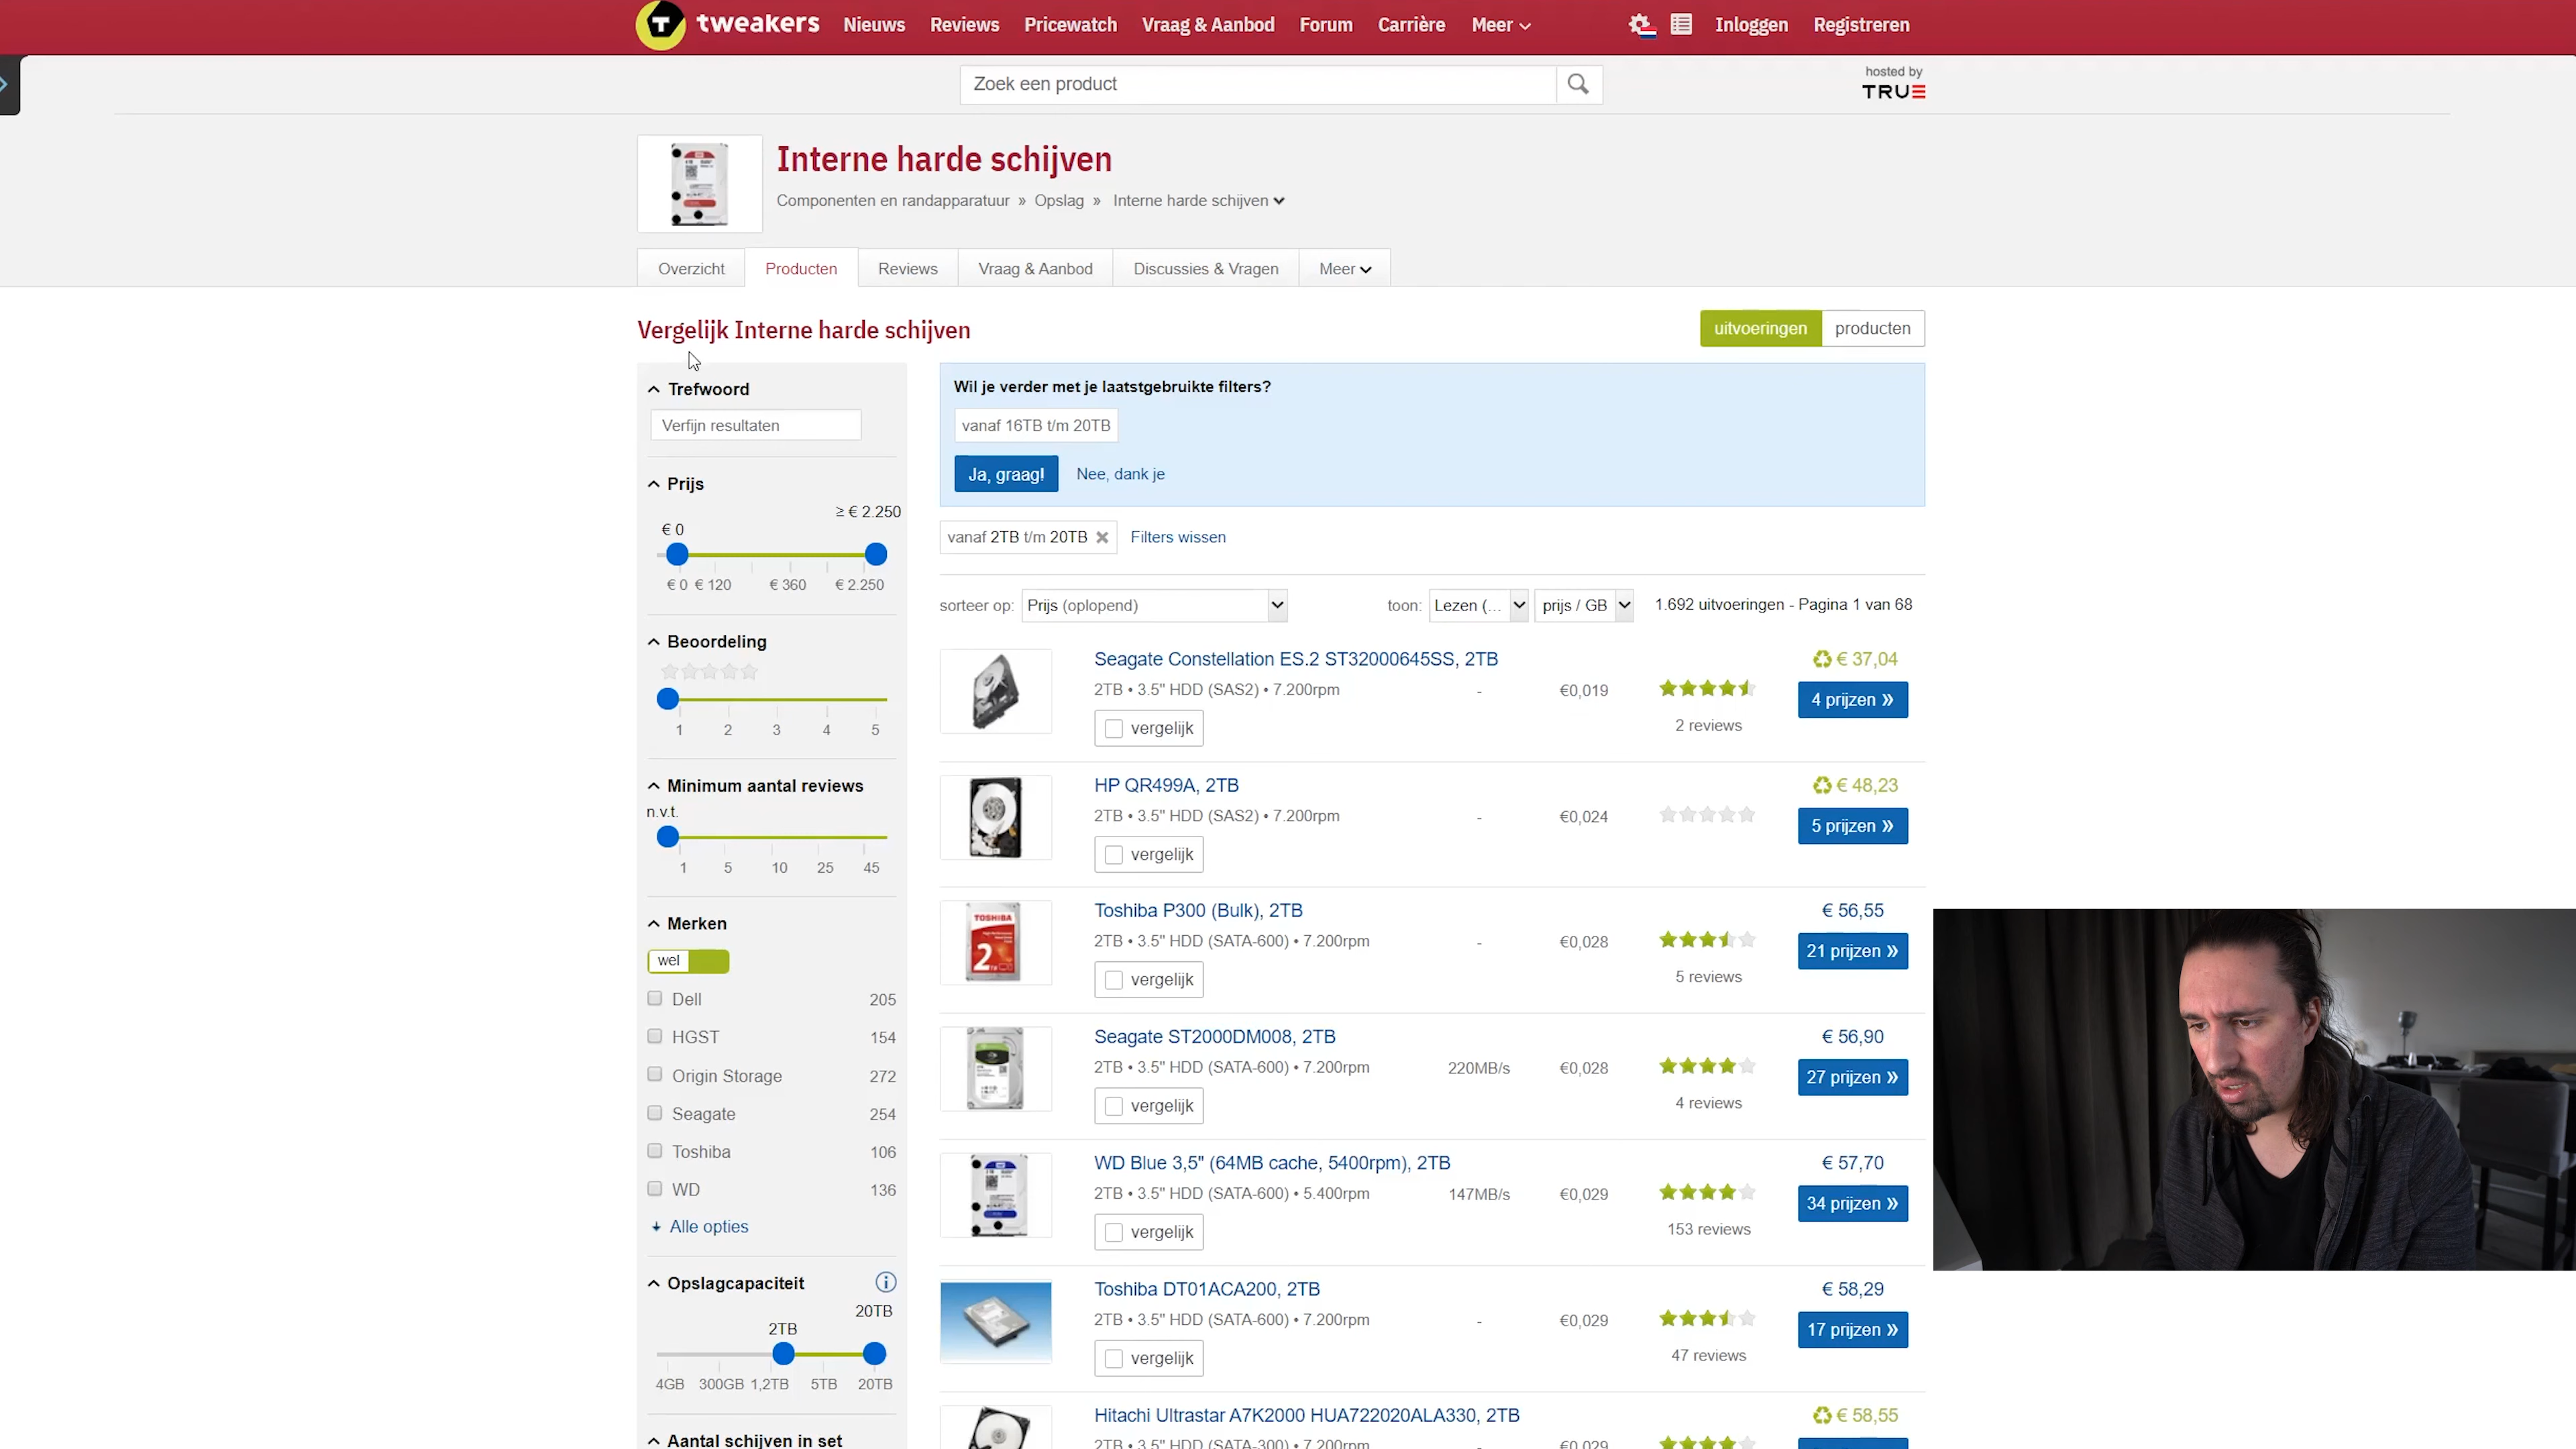 tweakers Nieuws Reviews Pricewatch Vraag & Aanbod Forum Carrière Meer Inloggen Registreren
Zoek een product
hosted by
TRUE
Interne harde schijven
Componenten en randapparatuur » Opslag » Interne harde schijven
Overzicht Producten Reviews Vraag & Aanbod Discussies & Vragen Meer
Vergelijk Interne harde schijven
uitvoeringen producten
Trefwoord
Verfijn resultaten
Prijs
≥ € 2.250
€ 0
€ 0 € 120 € 360 € 2.250
Beoordeling
1 2 3 4 5
Minimum aantal reviews
n.v.t.
1 5 10 25 45
Merken
wel
Dell 205
HGST 154
Origin Storage 272
Seagate 254
Toshiba 106
WD 136
Alle opties
Opslagcapaciteit
20TB
2TB
4GB 300GB 1,2TB 5TB 20TB
Aantal schijven in set
Wil je verder met je laatstgebruikte filters?
vanaf 16TB t/m 20TB
Ja, graag! Nee, dank je
vanaf 2TB t/m 20TB Filters wissen
sorteer op: Prijs (oplopend) toon: Lezen (... prijs / GB 1.692 uitvoeringen - Pagina 1 van 68
Seagate Constellation ES.2 ST32000645SS, 2TB € 37,04
2TB • 3.5" HDD (SAS2) • 7.200rpm - €0,019 4 prijzen »
vergelijk 2 reviews
HP QR499A, 2TB € 48,23
2TB • 3.5" HDD (SAS2) • 7.200rpm - €0,024 5 prijzen »
vergelijk
TOSHIBA
2
Toshiba P300 (Bulk), 2TB € 56,55
2TB • 3.5" HDD (SATA-600) • 7.200rpm - €0,028 21 prijzen »
vergelijk 5 reviews
Seagate ST2000DM008, 2TB € 56,90
2TB • 3.5" HDD (SATA-600) • 7.200rpm 220MB/s €0,028 27 prijzen »
vergelijk 4 reviews
WD Blue 3,5" (64MB cache, 5400rpm), 2TB € 57,70
2TB • 3.5" HDD (SATA-600) • 5.400rpm 147MB/s €0,029 34 prijzen »
vergelijk 153 reviews
Toshiba DT01ACA200, 2TB € 58,29
2TB • 3.5" HDD (SATA-600) • 7.200rpm - €0,029 17 prijzen »
vergelijk 47 reviews
Hitachi Ultrastar A7K2000 HUA722020ALA330, 2TB € 58,55
2TB • 3.5" HDD (SATA-300) • 7.200rpm - €0,029